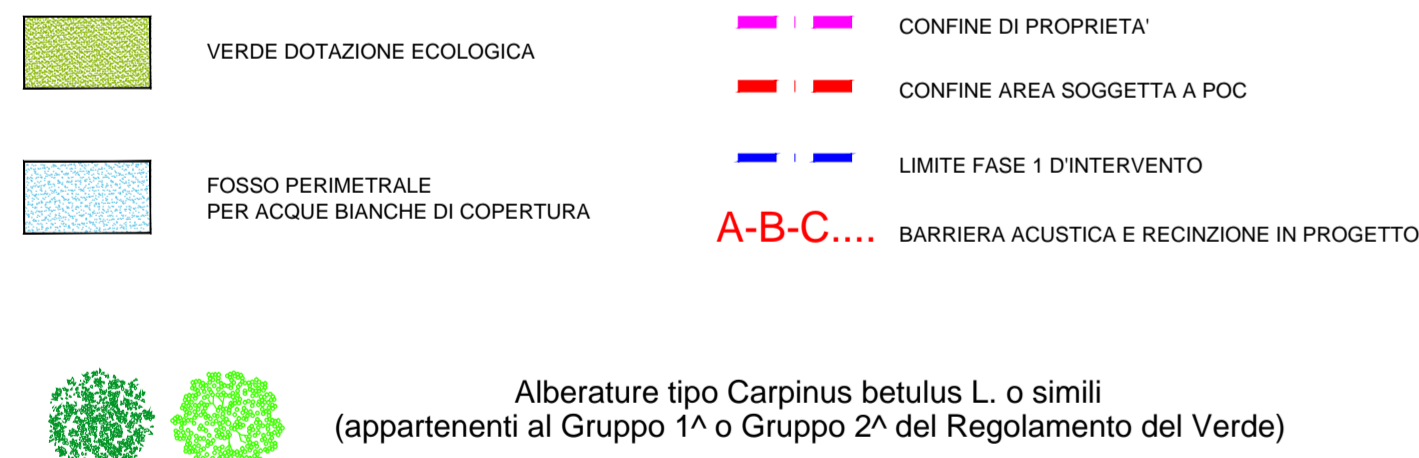 VERDE DOTAZIONE ECOLOGICA
FOSSO PERIMETRALE
PER ACQUE BIANCHE DI COPERTURA
CONFINE DI PROPRIETA'
CONFINE AREA SOGGETTA A POC
LIMITE FASE 1 D'INTERVENTO
A-B-C.... BARRIERA ACUSTICA E RECINZIONE IN PROGETTO
Alberature tipo Carpinus betulus L. o simili
(appartenenti al Gruppo 1^ o Gruppo 2^ del Regolamento del Verde)